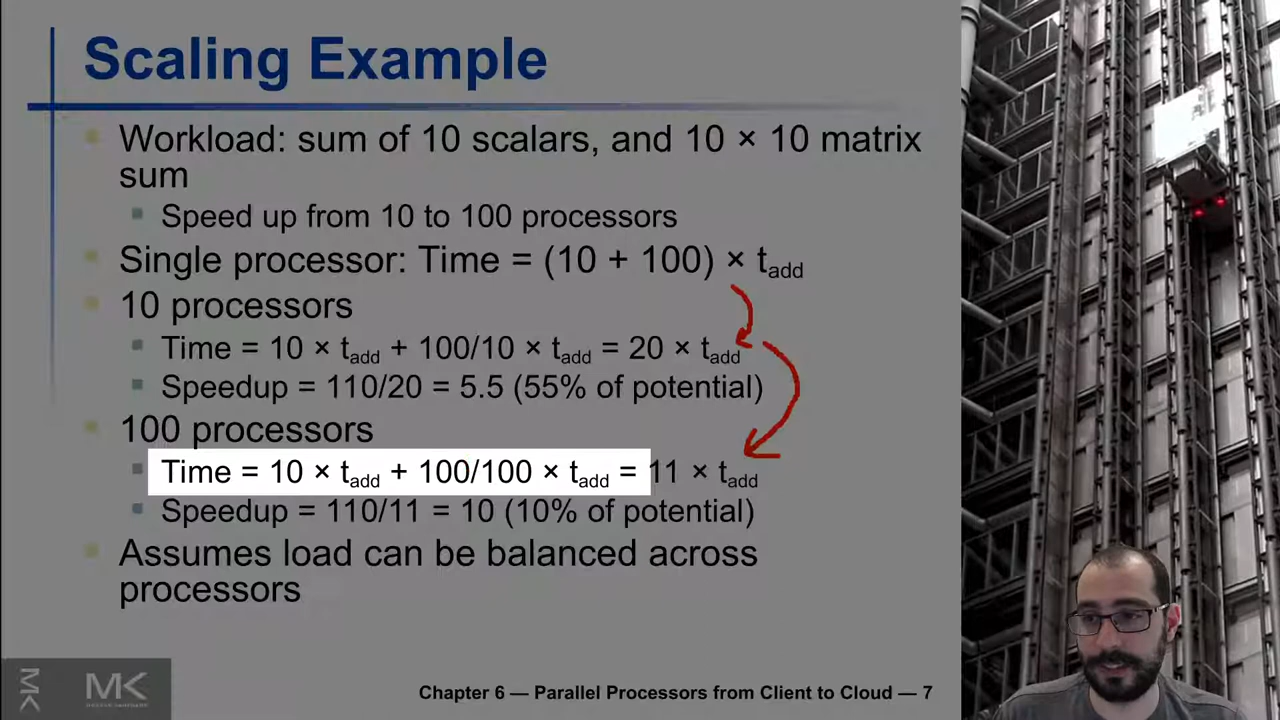 Scaling Example
Workload: sum of 10 scalars, and 10 × 10 matrix
sum
Speed up from 10 to 100 processors
Single processor: Time = (10 + 100) × tadd
10 processors
Time = 10 × tadd + 100/10 × tadd = 20 × tadd
Speedup = 110/20 = 5.5 (55% of potential)
100 processors
Time = 10 × tadd + 100/100 × tadd = 11 × tadd
Speedup = 110/11 = 10 (10% of potential)
Assumes load can be balanced across
processors
MK
MK
Chapter 6 — Parallel Processors from Client to Cloud — 7